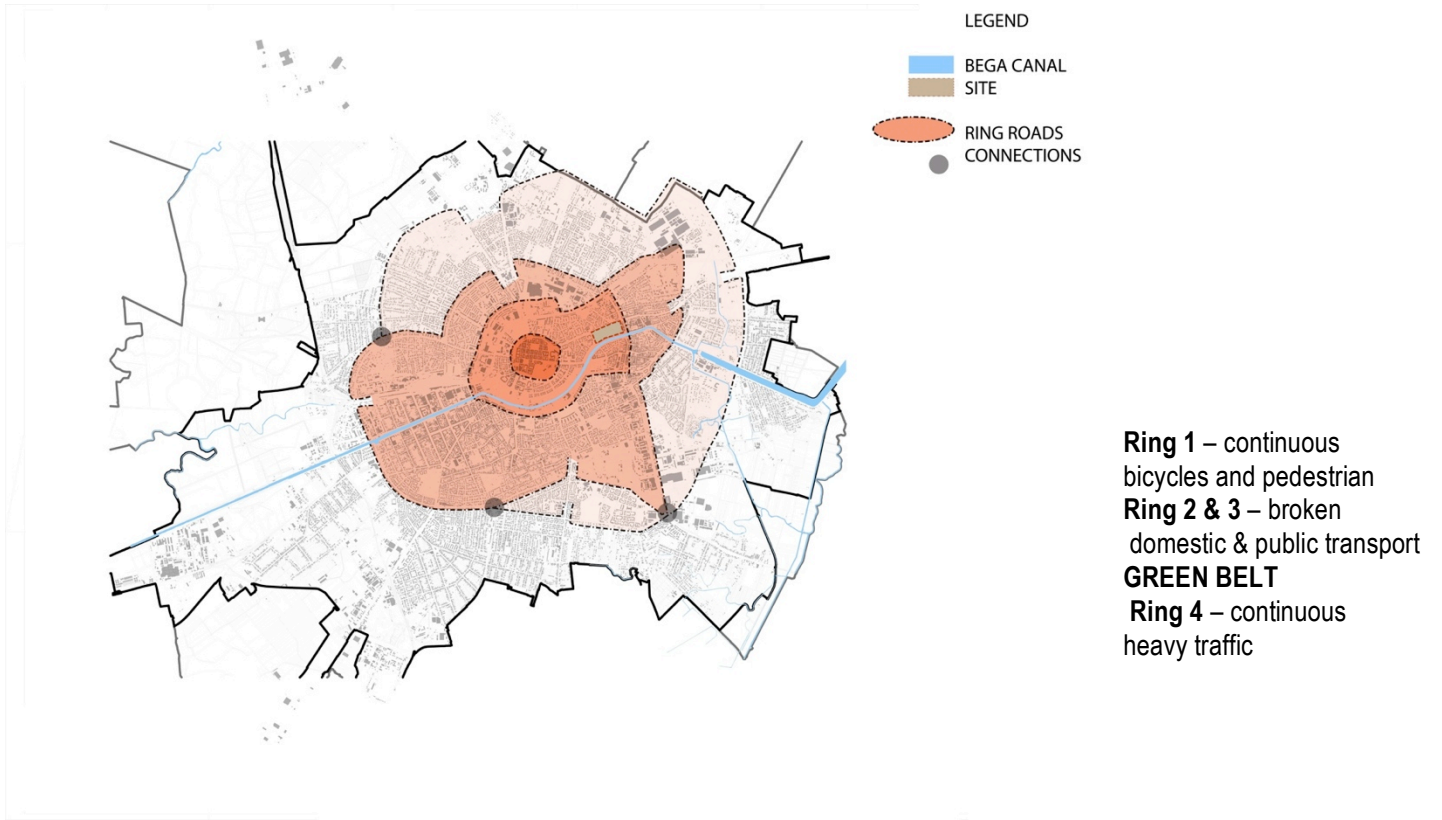 LEGEND
BEGA CANAL
SITE
RING ROADS
CONNECTIONS
Ring 1 – continuous
bicycles and pedestrian
Ring 2 & 3 – broken
domestic & public transport
GREEN BELT
Ring 4 – continuous
heavy traffic